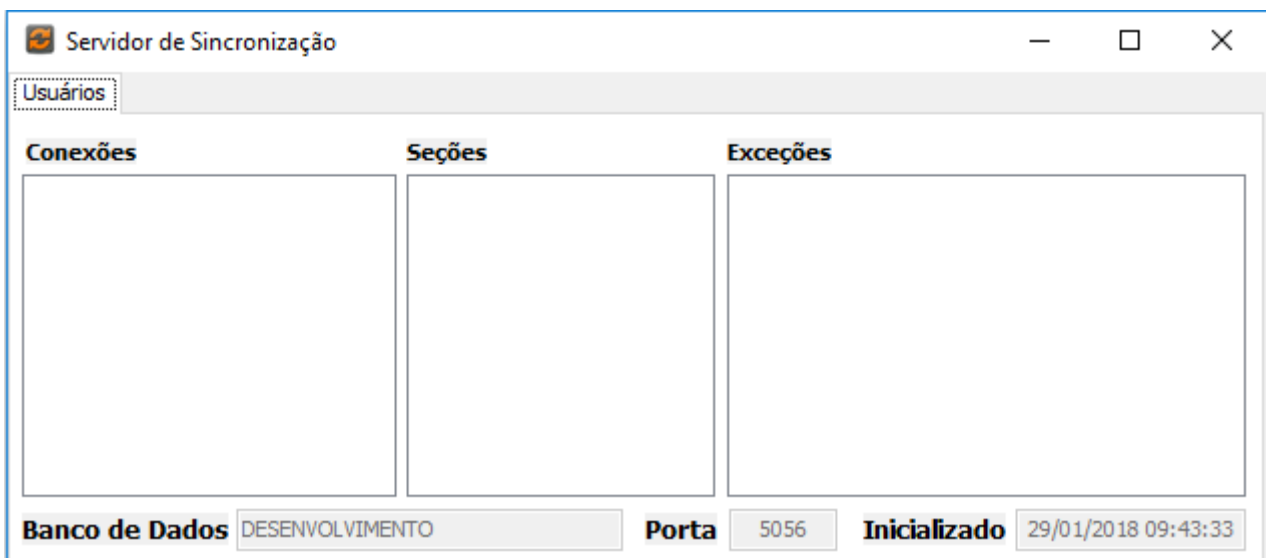 Servidor de Sincronização
Usuários
Conexões Seções Exceções
Banco de Dados DESENVOLVIMENTO Porta 5056 Inicializado 29/01/2018 09:43:33